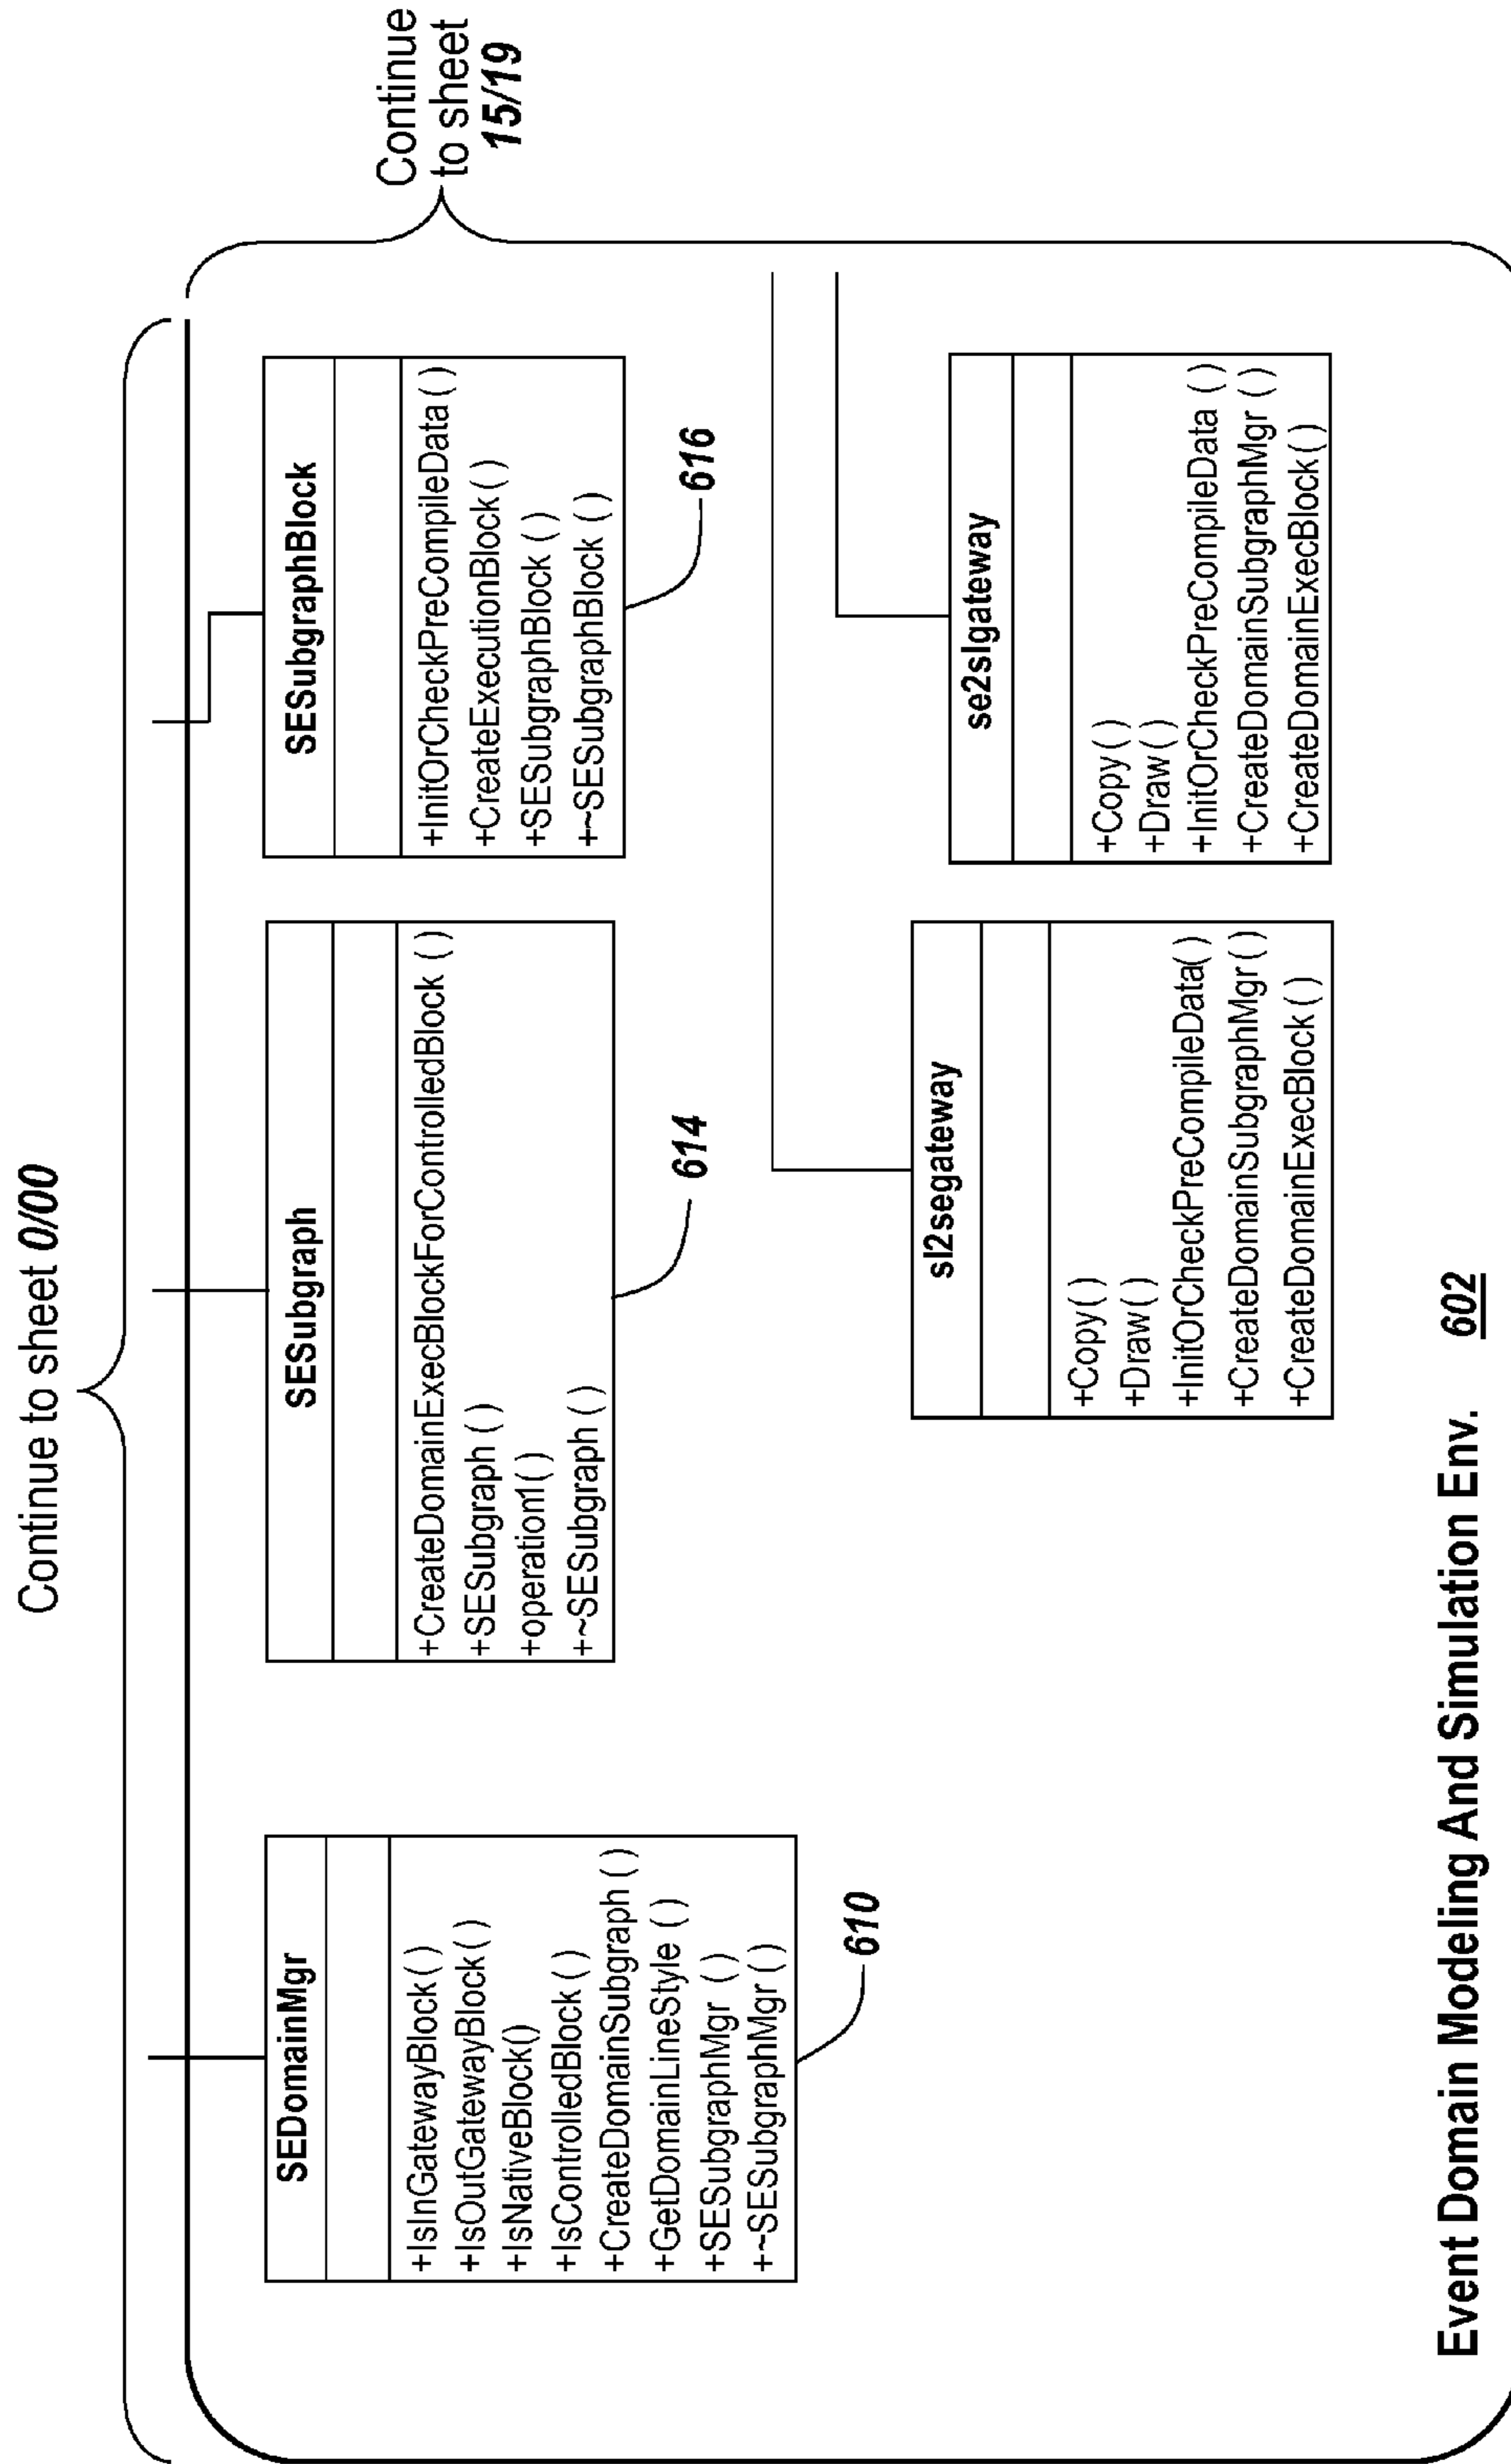 Continue to sheet 0/00
Continue
to sheet
15/19
SEDomainMgr
+IsInGatewayBlock()
+IsOutGatewayBlock()
+IsNativeBlock()
+IsControlledBlock()
+CreateDomainSubgraph()
+GetDomainLineStyle()
+SESubgraphMgr()
+~SESubgraphMgr()
610
SESubgraph
+CreateDomainExecBlockForControlledBlock()
+SESubgraph()
+operation1()
+~SESubgraph()
614
SESubgraphBlock
+InitOrCheckPreCompileData()
+CreateExecutionBlock()
+SESubgraphBlock()
+~SESubgraphBlock()
616
sl2segateway
+Copy()
+Draw()
+InitOrCheckPreCompileData()
+CreateDomainSubgraphMgr()
+CreateDomainExecBlock()
se2slgateway
+Copy()
+Draw()
+InitOrCheckPreCompileData()
+CreateDomainSubgraphMgr()
+CreateDomainExecBlock()
Event Domain Modeling And Simulation Env. 602